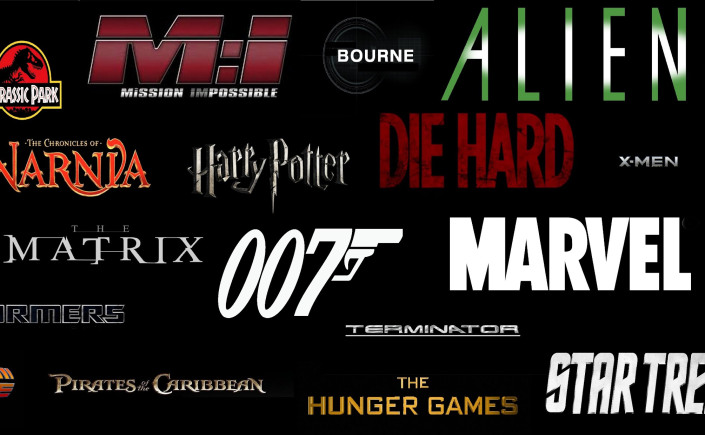 M:I
MISSION IMPOSSIBLE
BOURNE
ALIEN
RASSIC PARK
THE CHRONICLES OF
NARNIA
Harry Potter
DIE HARD
X-MEN
THE
MATRIX
007
MARVEL
RMERS
TERMINATOR
PIRATES of the CARIBBEAN
THE
HUNGER GAMES
STAR TRE